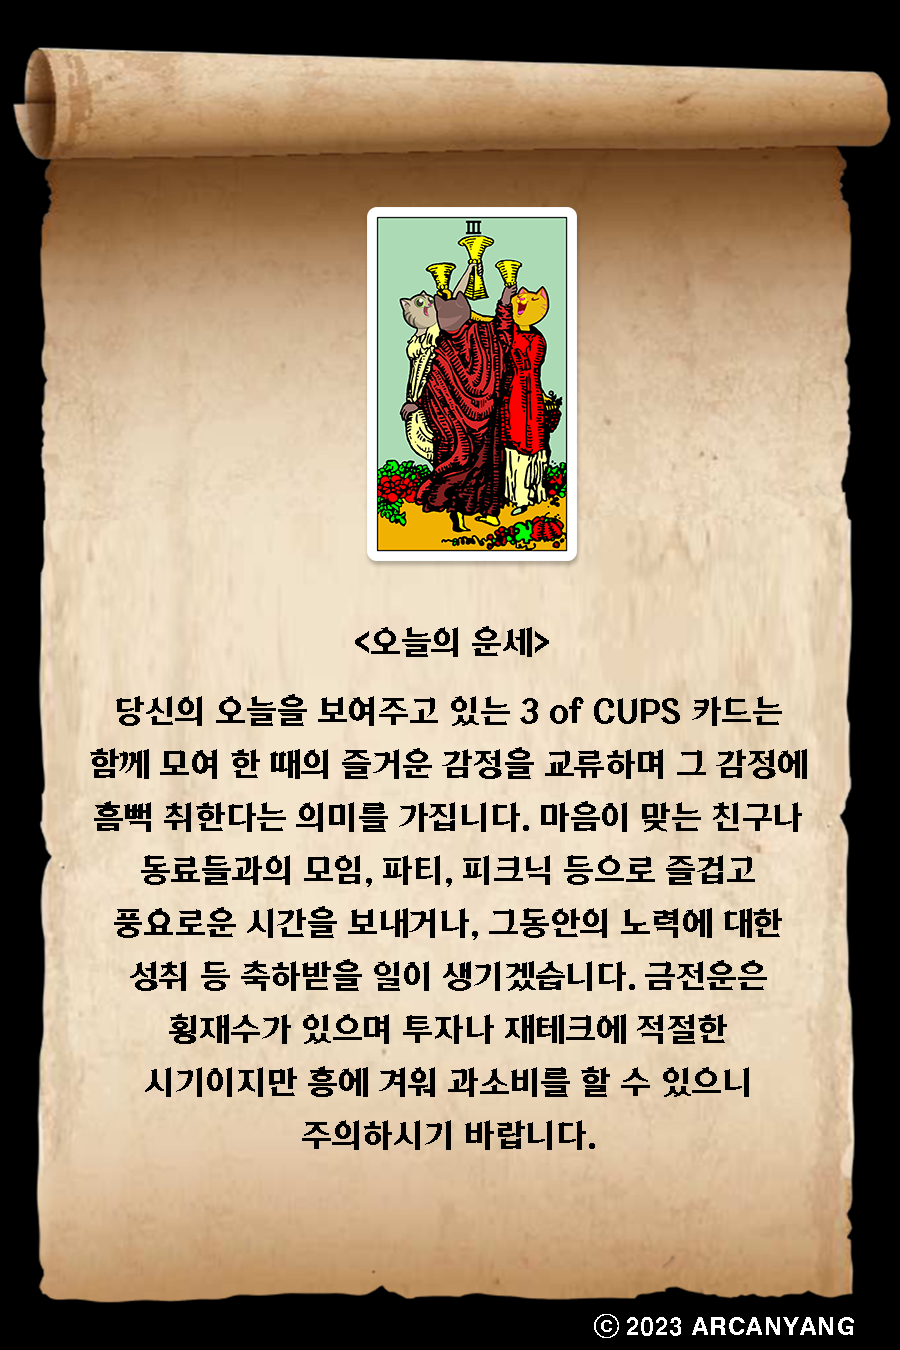 III
<오늘의 운세>
당신의 오늘을 보여주고 있는 3 of CUPS 카드는
함께 모여 한 때의 즐거운 감정을 교류하며 그 감정에
흠뻑 취한다는 의미를 가집니다. 마음이 맞는 친구나
동료들과의 모임, 파티, 피크닉 등으로 즐겁고
풍요로운 시간을 보내거나, 그동안의 노력에 대한
성취 등 축하받을 일이 생기겠습니다. 금전운은
횡재수가 있으며 투자나 재테크에 적절한
시기이지만 흥에 겨워 과소비를 할 수 있으니
주의하시기 바랍니다.
© 2023 ARCANYANG